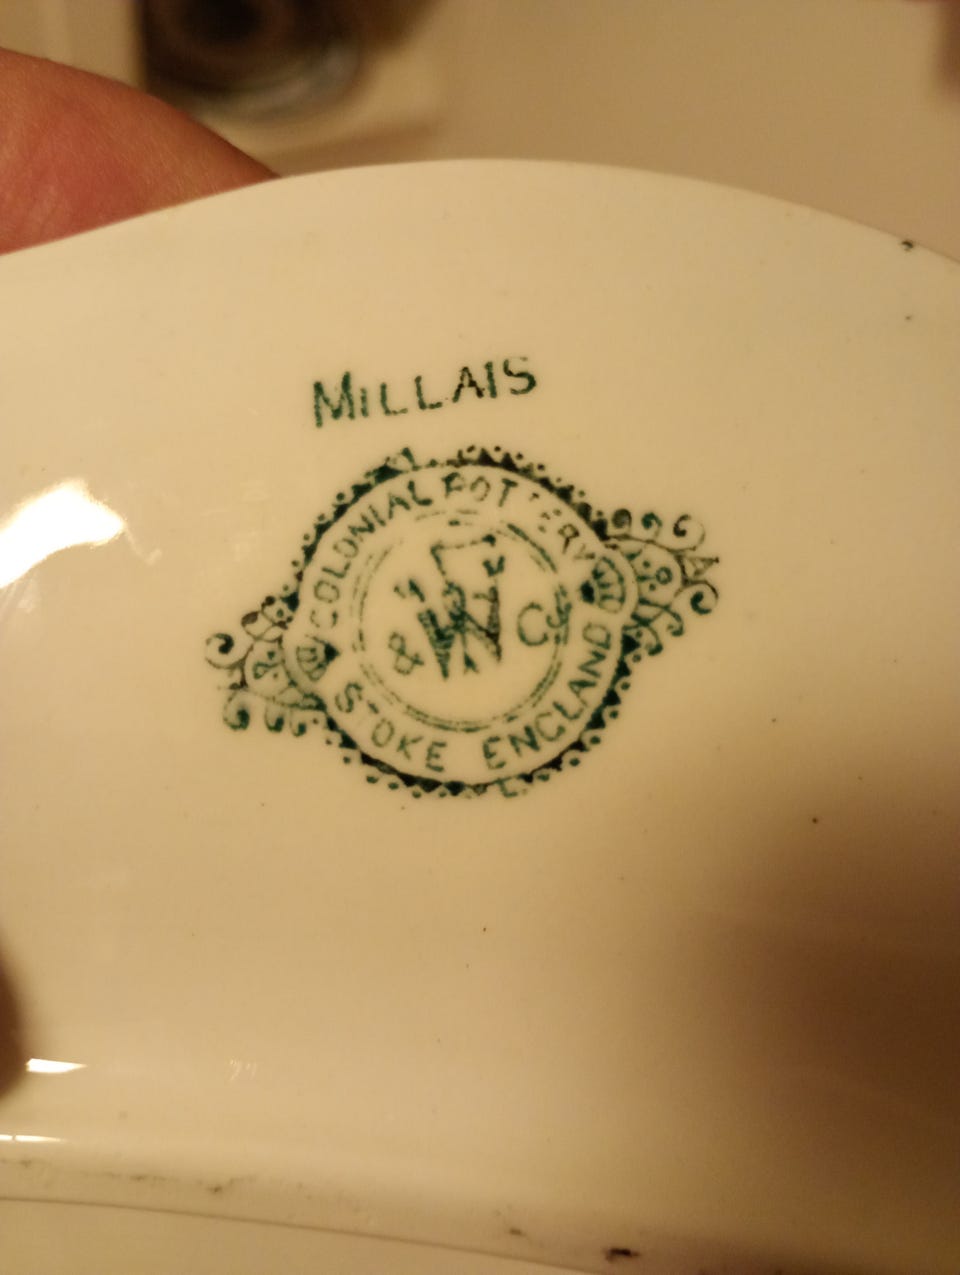 MILLAIS
COLONIAL POTTERY
& W Co
STOKE ENGLAND